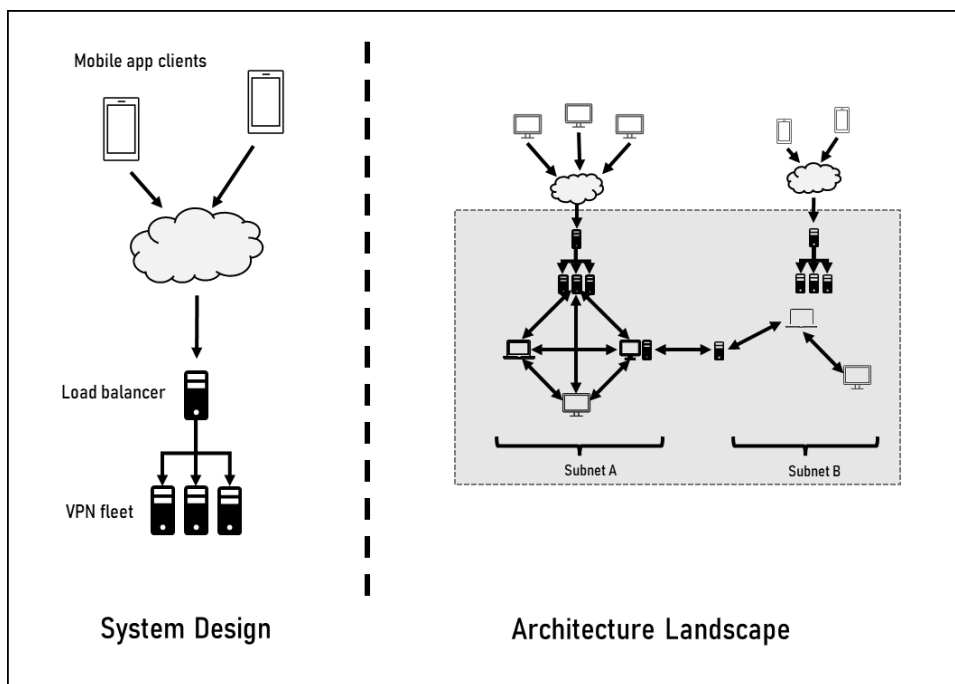 Mobile app clients
Load balancer
VPN fleet
System Design
Subnet A
Subnet B
Architecture Landscape